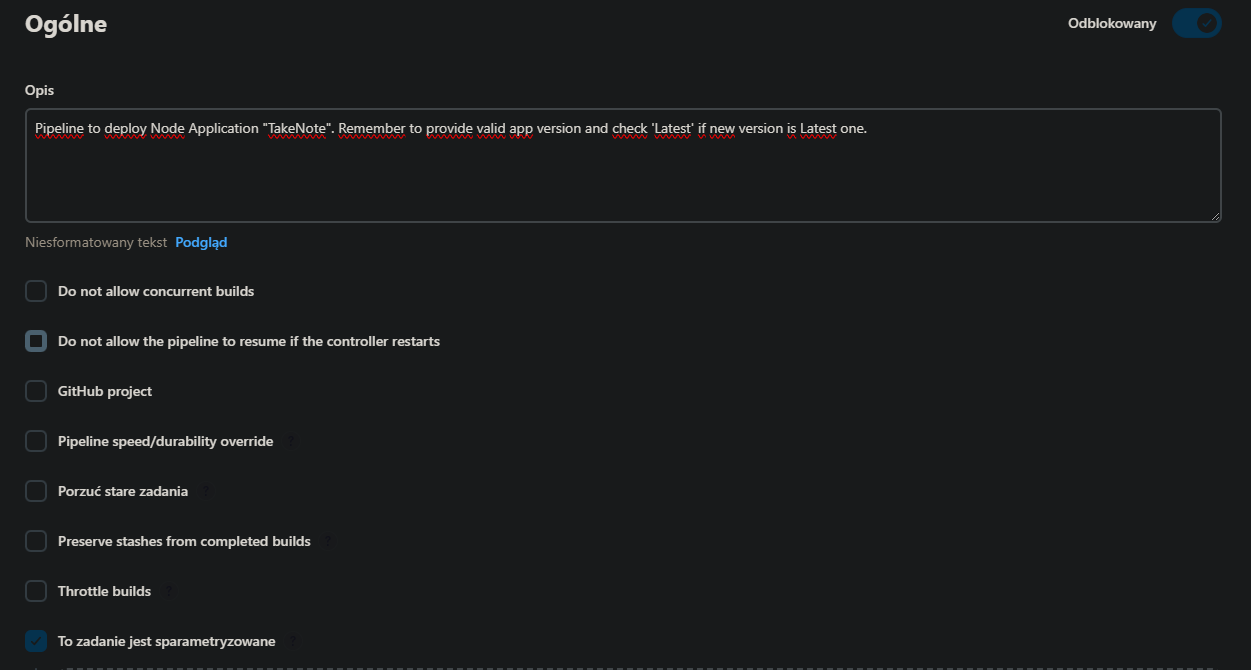 Ogólne
Odblokowany
Opis
Pipeline to deploy Node Application "TakeNote". Remember to provide valid app version and check 'Latest' if new version is Latest one.
Niesformatowany tekst Podgląd
Do not allow concurrent builds
Do not allow the pipeline to resume if the controller restarts
GitHub project
Pipeline speed/durability override ?
Porzuć stare zadania ?
Preserve stashes from completed builds ?
Throttle builds ?
To zadanie jest sparametryzowane ?